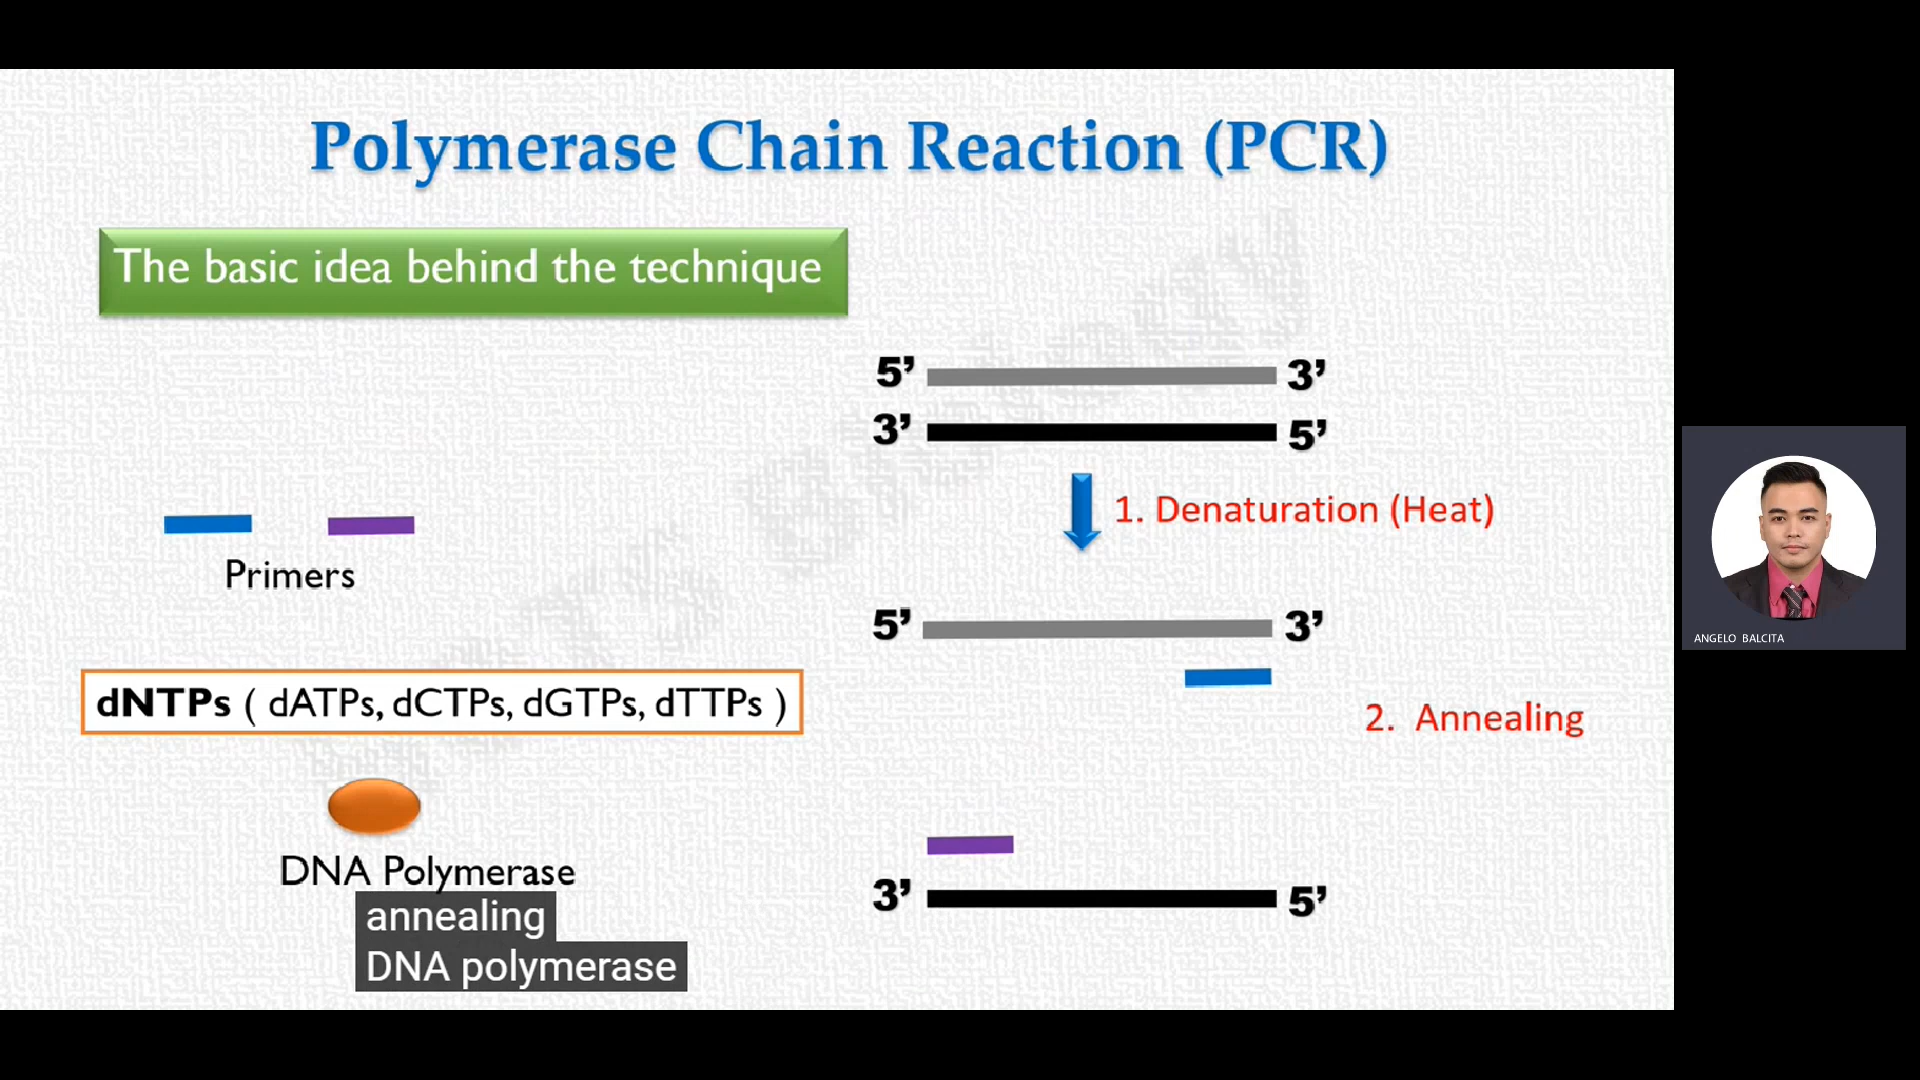 Polymerase Chain Reaction (PCR)
The basic idea behind the technique
5’ 3’
3’ 5’
1. Denaturation (Heat)
Primers
5’ 3’
dNTPs ( dATPs, dCTPs, dGTPs, dTTPs )
2. Annealing
DNA Polymerase
3’ 5’
annealing
DNA polymerase
ANGELO BALCITA